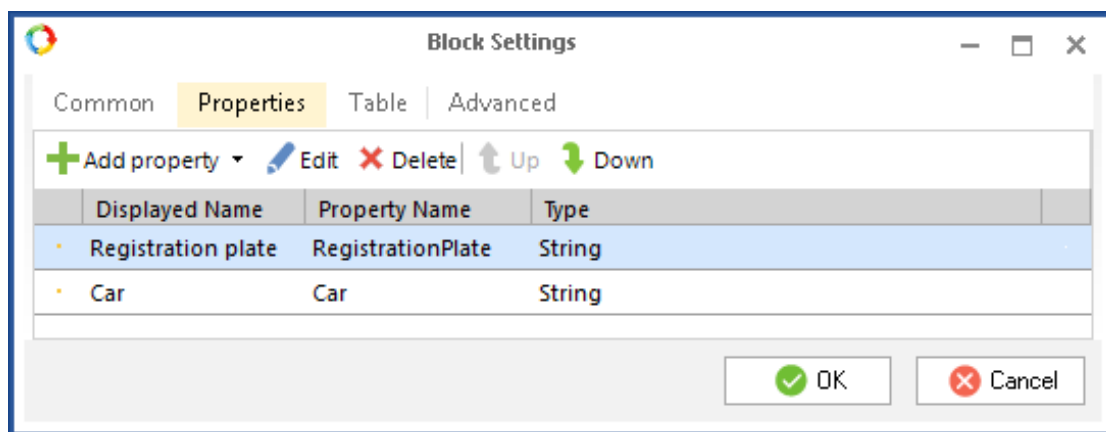 Block Settings
Common Properties Table Advanced
Add property Edit Delete Up Down
Displayed Name Property Name Type
Registration plate RegistrationPlate String
Car Car String
OK Cancel